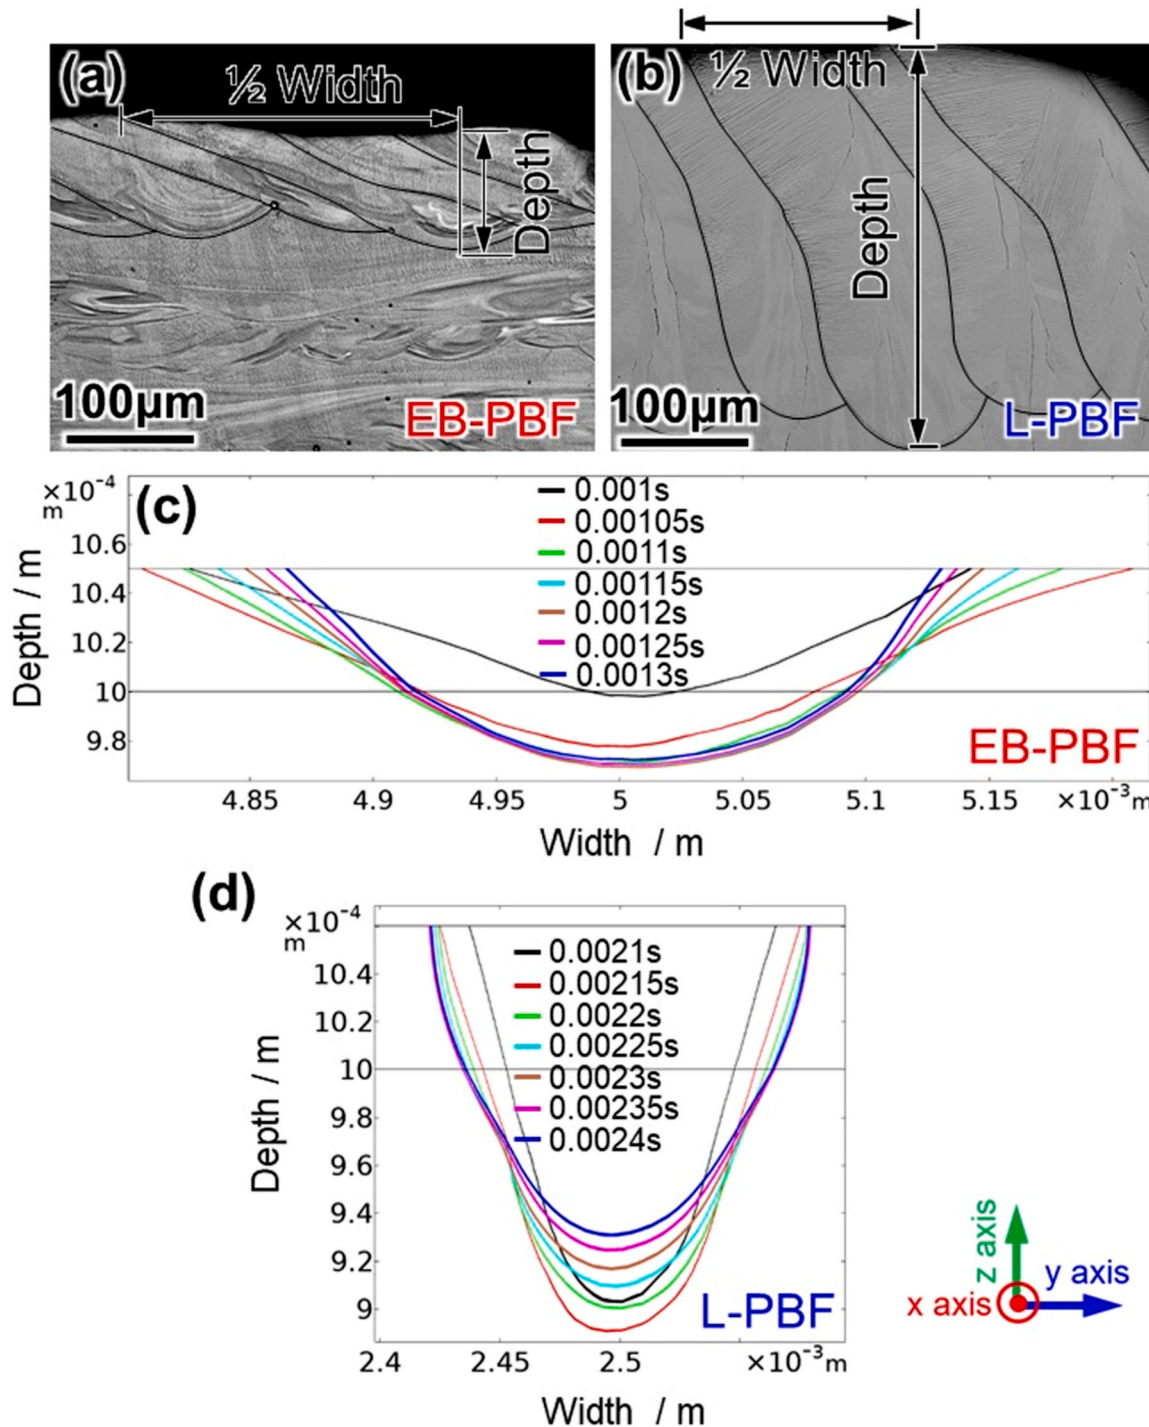 (a)
½ Width
Depth
100µm
EB-PBF
(b)
½ Width
Depth
100µm
L-PBF
(c)
×10⁻⁴
m
10.6
10.4
10.2
10
9.8
Depth / m
0.001s
0.00105s
0.0011s
0.00115s
0.0012s
0.00125s
0.0013s
EB-PBF
4.85 4.9 4.95 5 5.05 5.1 5.15 ×10⁻³m
Width / m
(d)
×10⁻⁴
m
10.4
10.2
10
9.8
9.6
9.4
9.2
9
Depth / m
0.0021s
0.00215s
0.0022s
0.00225s
0.0023s
0.00235s
0.0024s
L-PBF
2.4 2.45 2.5 ×10⁻³m
Width / m
z axis
y axis
x axis